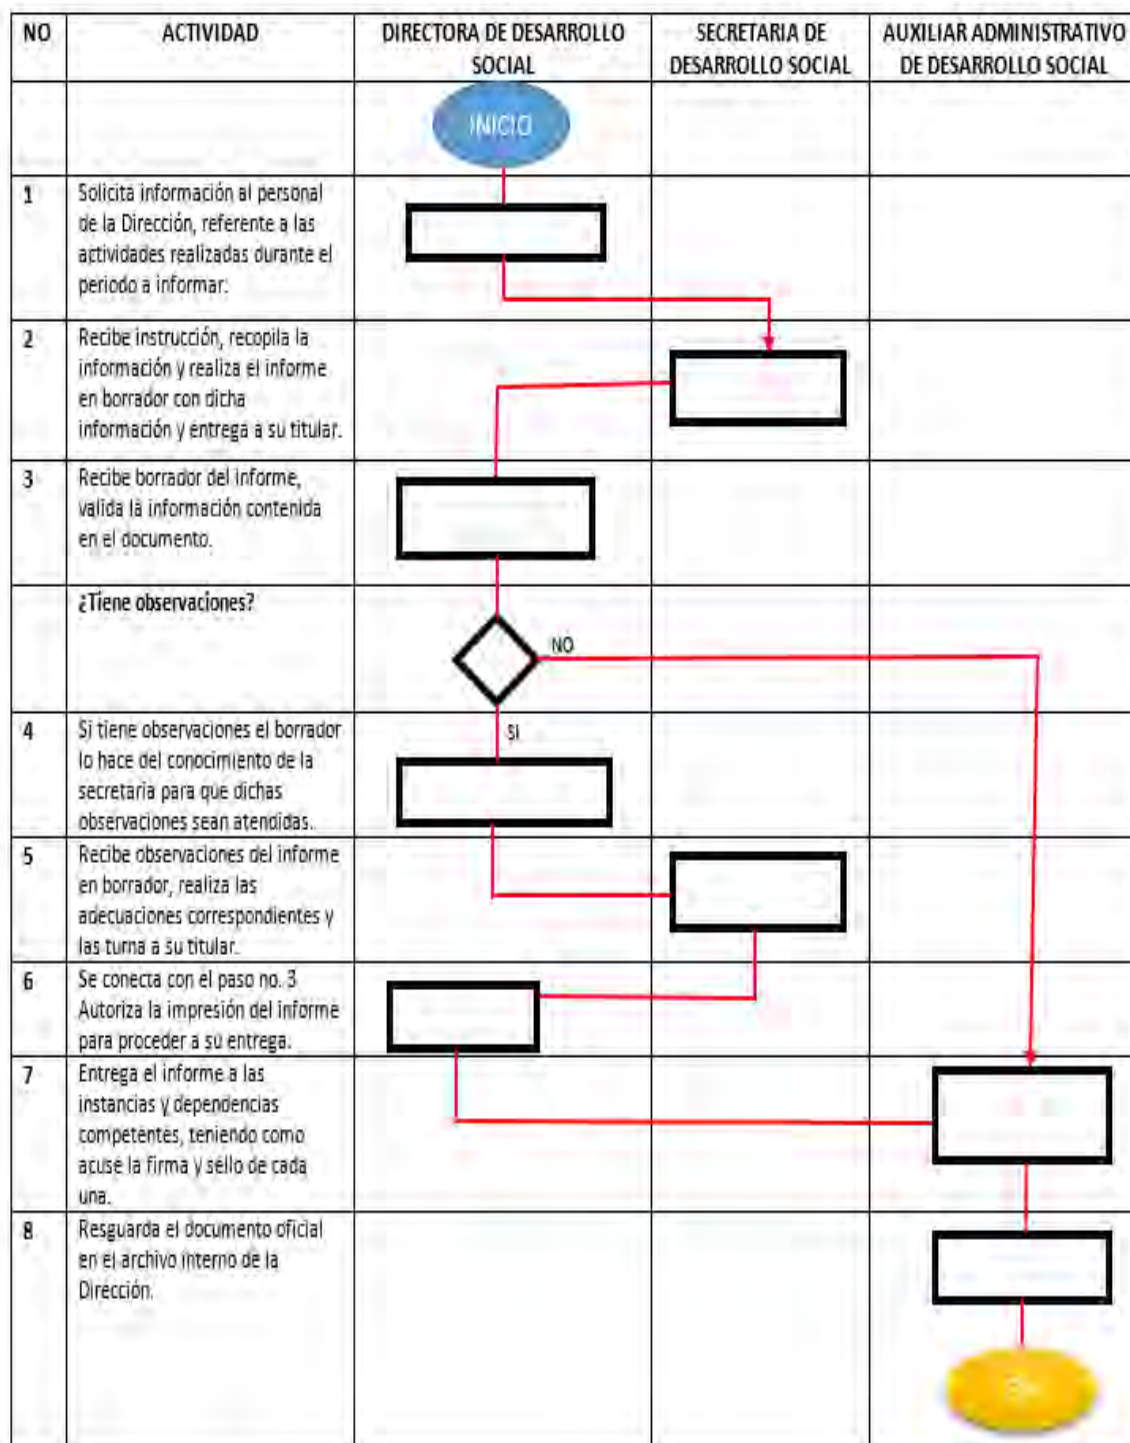 NO ACTIVIDAD DIRECTORA DE DESARROLLO SECRETARIA DE AUXILIAR ADMINISTRATIVO
SOCIAL DESARROLLO SOCIAL DE DESARROLLO SOCIAL
INICIO
1 Solicita información al personal
de la Dirección, referente a las
actividades realizadas durante el
periodo a informar.
2 Recibe instrucción, recopila la
información y realiza el informe
en borrador con dicha
información y entrega a su titular.
3 Recibe borrador del informe,
valida la información contenida
en el documento.
¿Tiene observaciones?
NO
4 Si tiene observaciones el borrador
SI
lo hace del conocimiento de la
secretaria para que dichas
observaciones sean atendidas.
5 Recibe observaciones del informe
en borrador, realiza las
adecuaciones correspondientes y
las turna a su titular.
6 Se conecta con el paso no. 3
Autoriza la impresión del informe
para proceder a su entrega.
7 Entrega el informe a las
instancias y dependencias
competentes, teniendo como
acuse la firma y sello de cada
una.
8 Resguarda el documento oficial
en el archivo interno de la
Dirección.